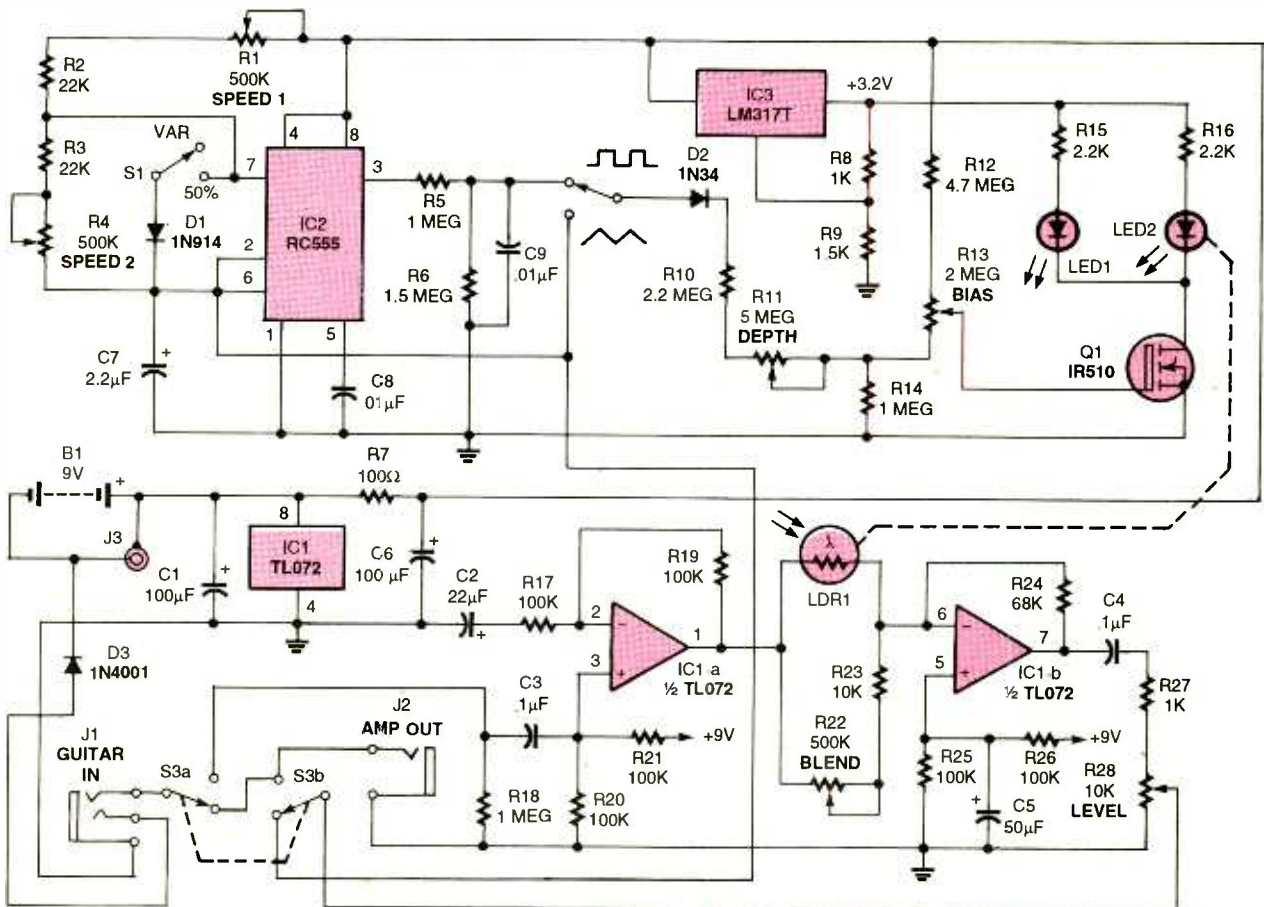 R1
500K
SPEED 1
R2
22K
R3
22K
VAR
S1
50%
D1
1N914
R4
500K
SPEED 2
4
8
7
3
2
6
1
5
IC2
RC555
R5
1 MEG
R6
1.5 MEG
C9
.01µF
C7
2.2µF
+
C8
.01µF
D2
1N34
R10
2.2 MEG
R11
5 MEG
DEPTH
IC3
LM317T
+3.2V
R8
1K
R9
1.5K
R12
4.7 MEG
R13
2 MEG
BIAS
R14
1 MEG
R15
2.2K
R16
2.2K
LED1
LED2
Q1
IR510
B1
9V
+
J3
C1
100µF
+
8
IC1
TL072
4
R7
100Ω
C6
100 µF
+
C2
22µF
+
R17
100K
R19
100K
2
−
3
+
1
IC1-a
½ TL072
C3
.1µF
R18
1 MEG
R20
100K
R21
100K
+9V
D3
1N4001
J1
GUITAR
IN
S3a
S3b
J2
AMP OUT
λ
LDR1
R23
10K
R22
500K
BLEND
R24
68K
6
−
5
+
7
IC1-b
½ TL072
C4
.1µF
R27
1K
R25
100K
R26
100K
+9V
C5
50µF
+
R28
10K
LEVEL